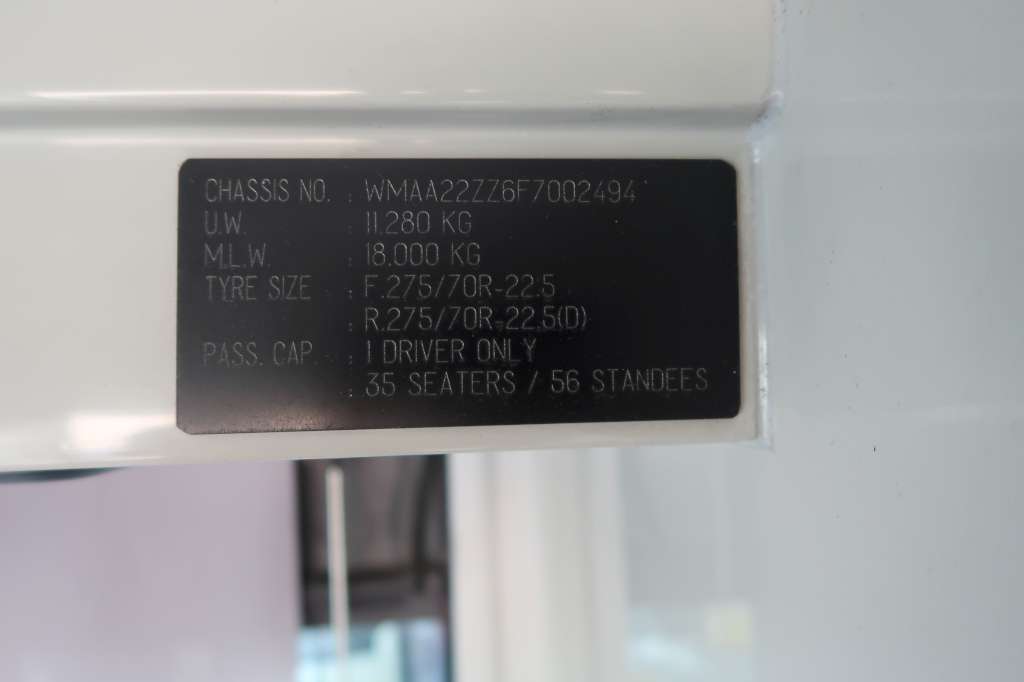 CHASSIS NO. : WMAA22ZZ6F7002494
U.W. : 11.280 KG
M.L.W. : 18.000 KG
TYRE SIZE : F.275/70R-22.5
: R.275/70R-22.5(D)
PASS. CAP. : 1 DRIVER ONLY
: 35 SEATERS / 56 STANDEES